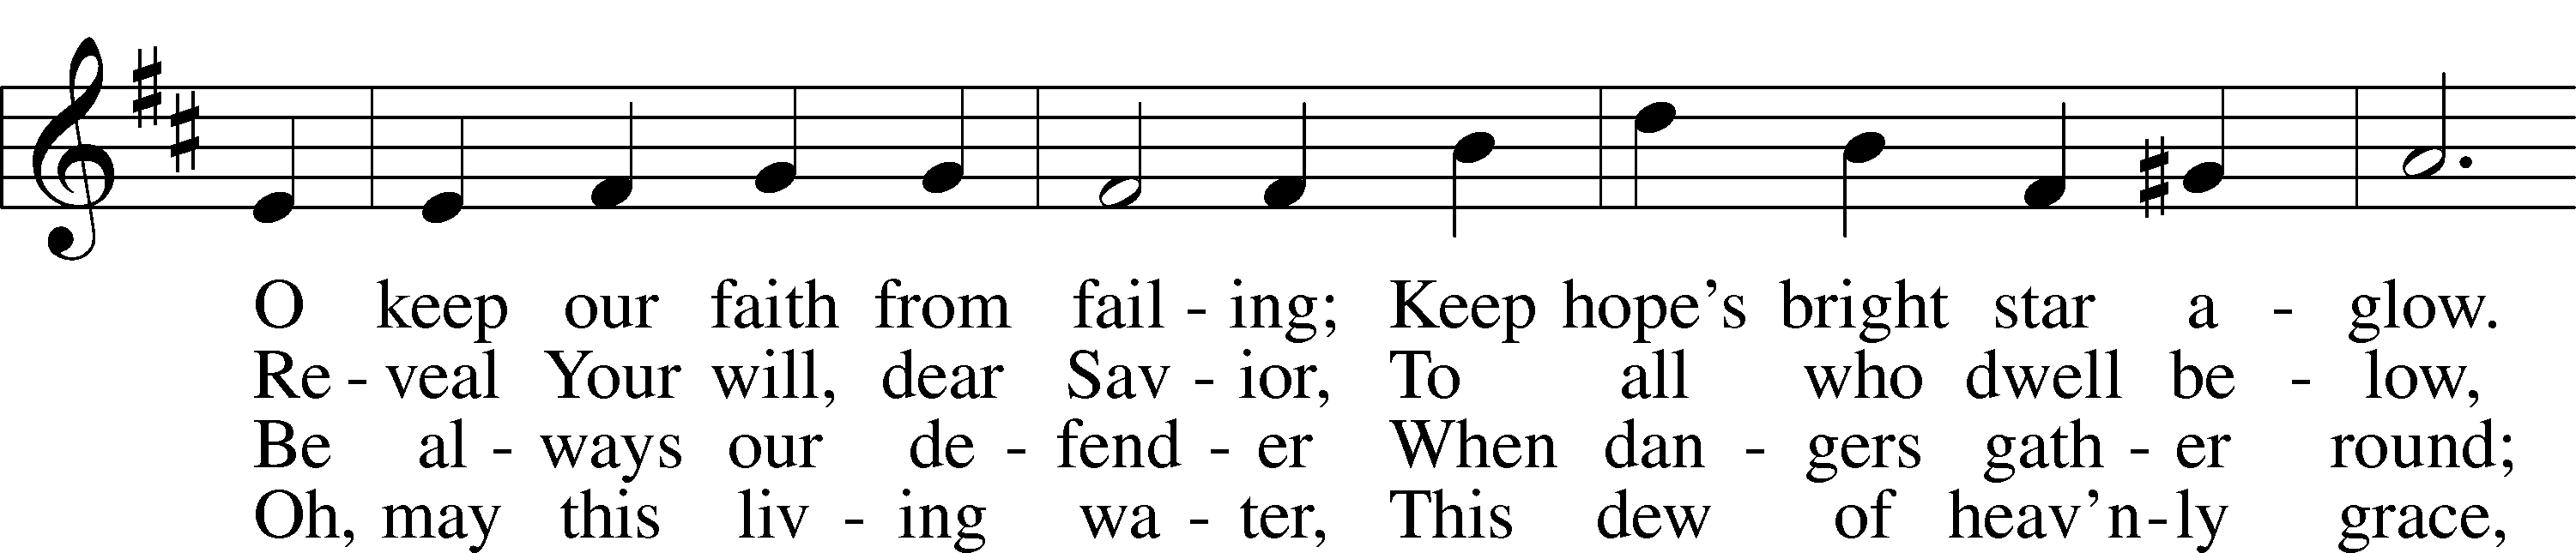 O keep our faith from fail - ing; Keep hope's bright star a - glow.
Re - veal Your will, dear Sav - ior, To all who dwell be - low,
Be al - ways our de - fend - er When dan - gers gath - er round;
Oh, may this liv - ing wa - ter, This dew of heav'n - ly grace,